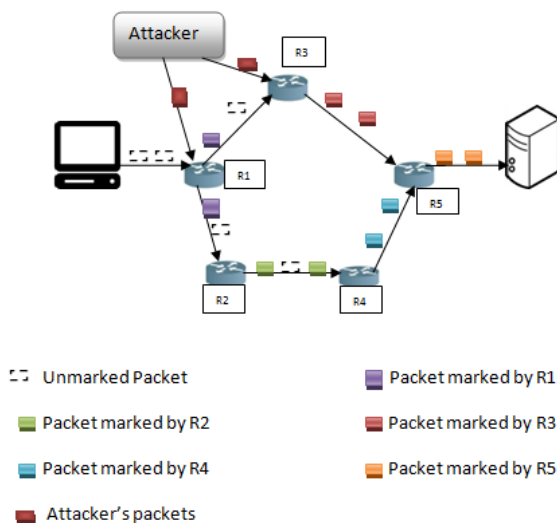 Attacker
R3
R1
R5
R2
R4
Unmarked Packet
Packet marked by R1
Packet marked by R2
Packet marked by R3
Packet marked by R4
Packet marked by R5
Attacker's packets